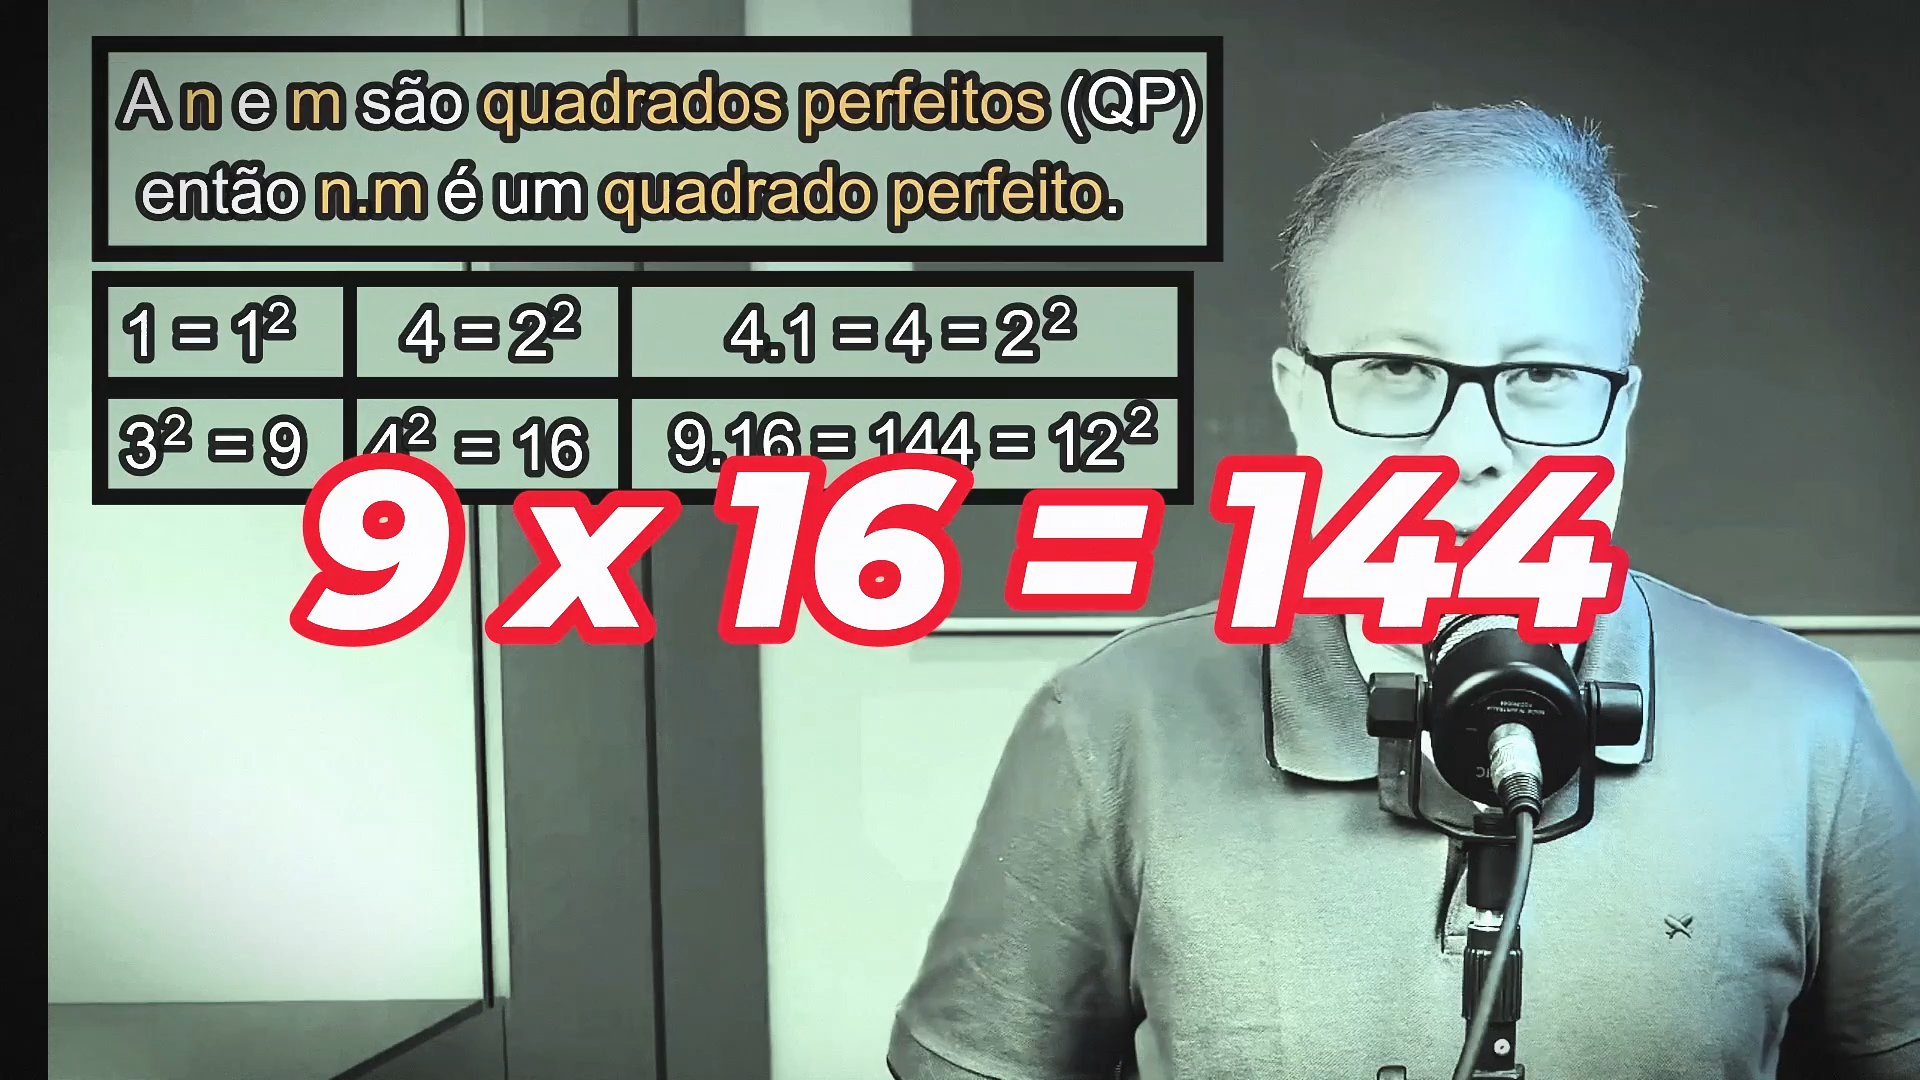 A n e m são quadrados perfeitos (QP)
então n.m é um quadrado perfeito.
1 = 1² 4 = 2² 4.1 = 4 = 2²
3² = 9 4² = 16 9.16 = 144 = 12²
9 x 16 = 144